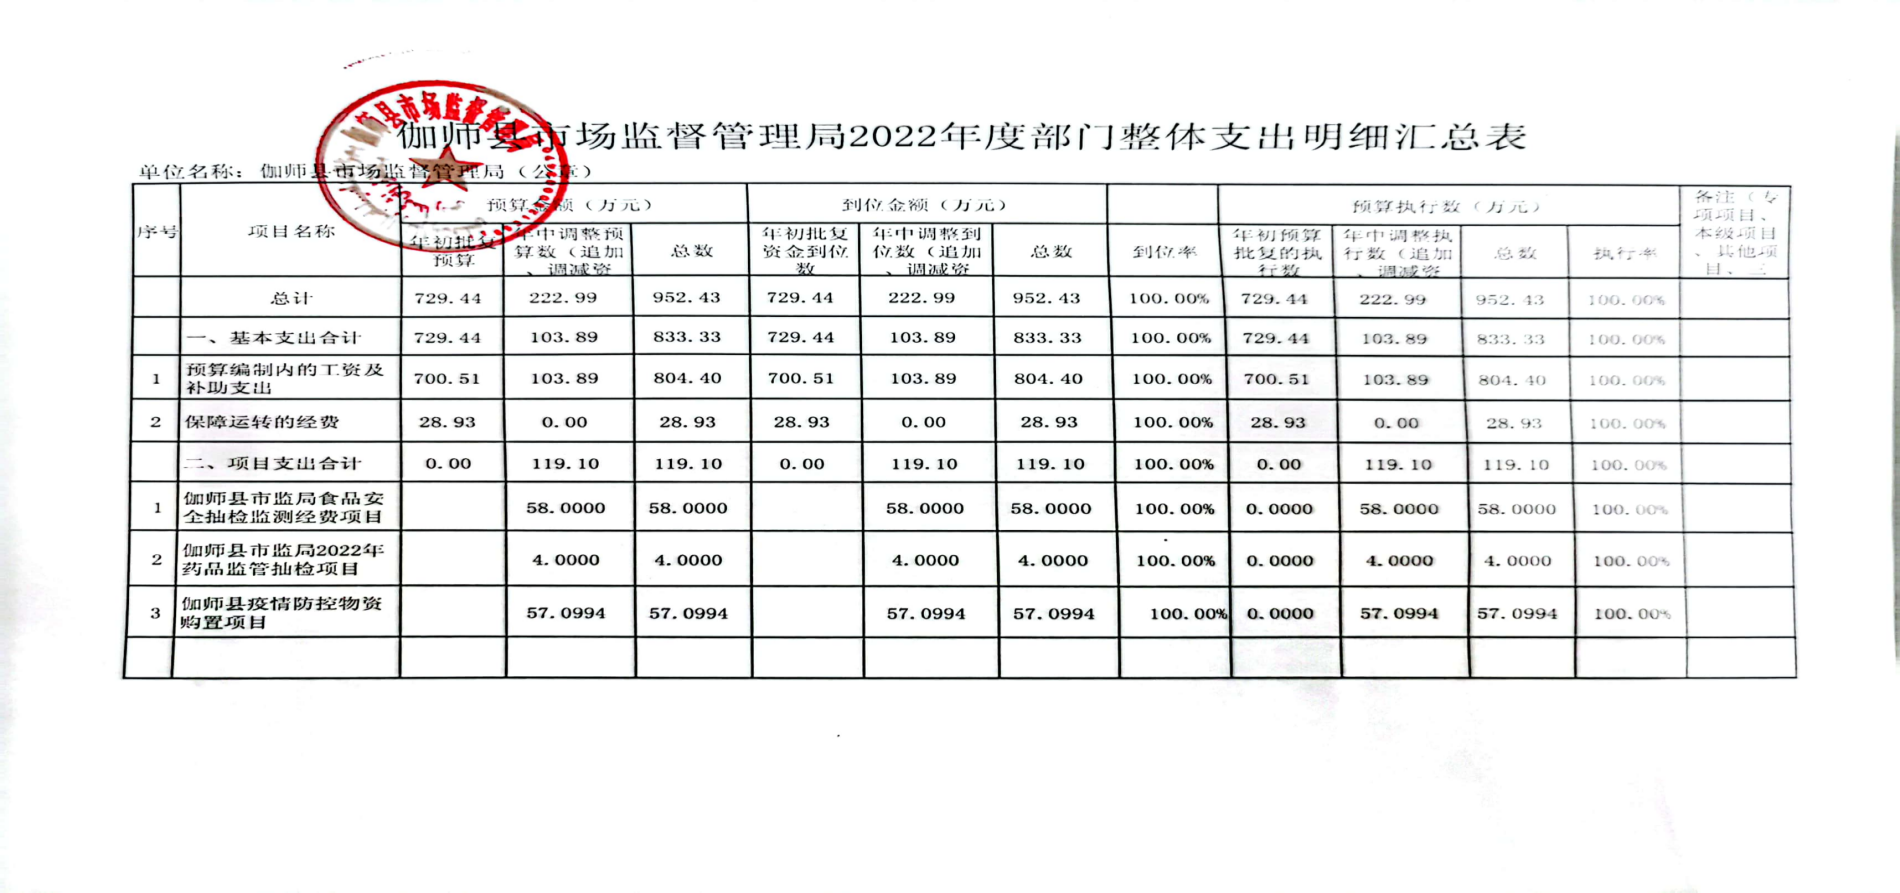 伽师县市场监督管理局2022年度部门整体支出明细汇总表
单位名称：伽师县市场监督管理局（公章）
序号 项目名称 预算金额（万元） 到位金额（万元） 到位率 预算执行数（万元） 备注（专
项项目、
本级项目
、其他项
目、三
年初批复
预算
年中调整预
算数（追加
、调减资
总数
年初批复
资金到位
数
年中调整到
位数（追加
、调减资
总数
年初预算
批复的执
行数
年中调整执
行数（追加
、调减资
总数
执行率
总计 729.44 222.99 952.43 729.44 222.99 952.43 100.00% 729.44 222.99 952.43 100.00%
一、基本支出合计 729.44 103.89 833.33 729.44 103.89 833.33 100.00% 729.44 103.89 833.33 100.00%
1 预算编制内的工资及
补助支出 700.51 103.89 804.40 700.51 103.89 804.40 100.00% 700.51 103.89 804.40 100.00%
2 保障运转的经费 28.93 0.00 28.93 28.93 0.00 28.93 100.00% 28.93 0.00 28.93 100.00%
二、项目支出合计 0.00 119.10 119.10 0.00 119.10 119.10 100.00% 0.00 119.10 119.10 100.00%
1 伽师县市监局食品安
全抽检监测经费项目 58.0000 58.0000 58.0000 58.0000 100.00% 0.0000 58.0000 58.0000 100.00%
2 伽师县市监局2022年
药品监管抽检项目 4.0000 4.0000 4.0000 4.0000 100.00% 0.0000 4.0000 4.0000 100.00%
3 伽师县疫情防控物资
购置项目 57.0994 57.0994 57.0994 57.0994 100.00% 0.0000 57.0994 57.0994 100.00%